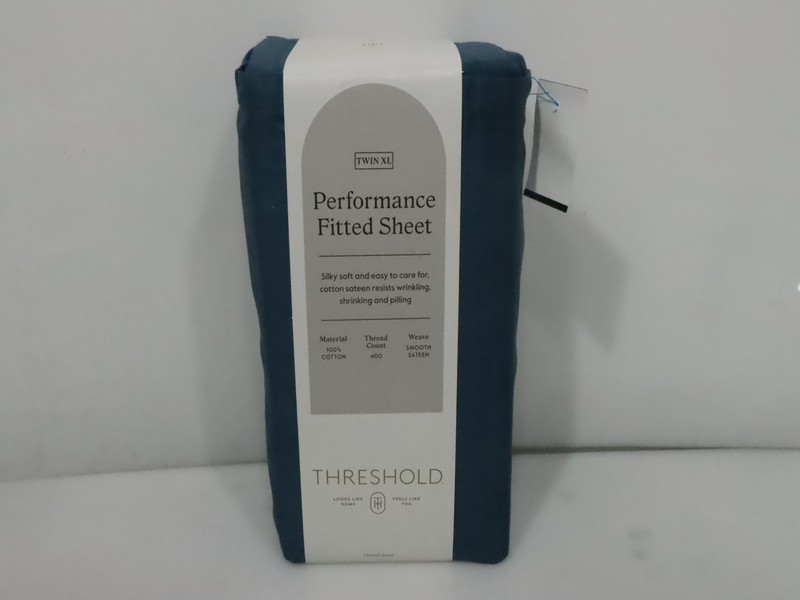 TWIN XL
Performance
Fitted Sheet
Silky soft and easy to care for,
cotton sateen resists wrinkling,
shrinking and pilling
Material Thread Count Weave
100% COTTON 400 SMOOTH SATEEN
THRESHOLD
LOOKS LIKE HOME FEELS LIKE YOU